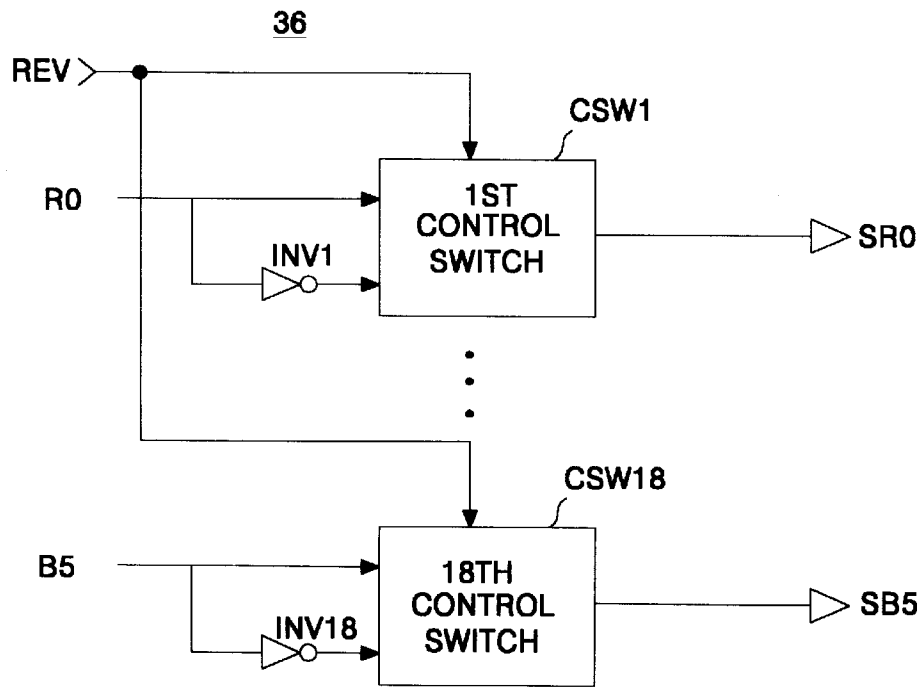 36
REV
CSW1
R0
1ST
CONTROL
SWITCH
SR0
INV1
CSW18
B5
18TH
CONTROL
SWITCH
SB5
INV18